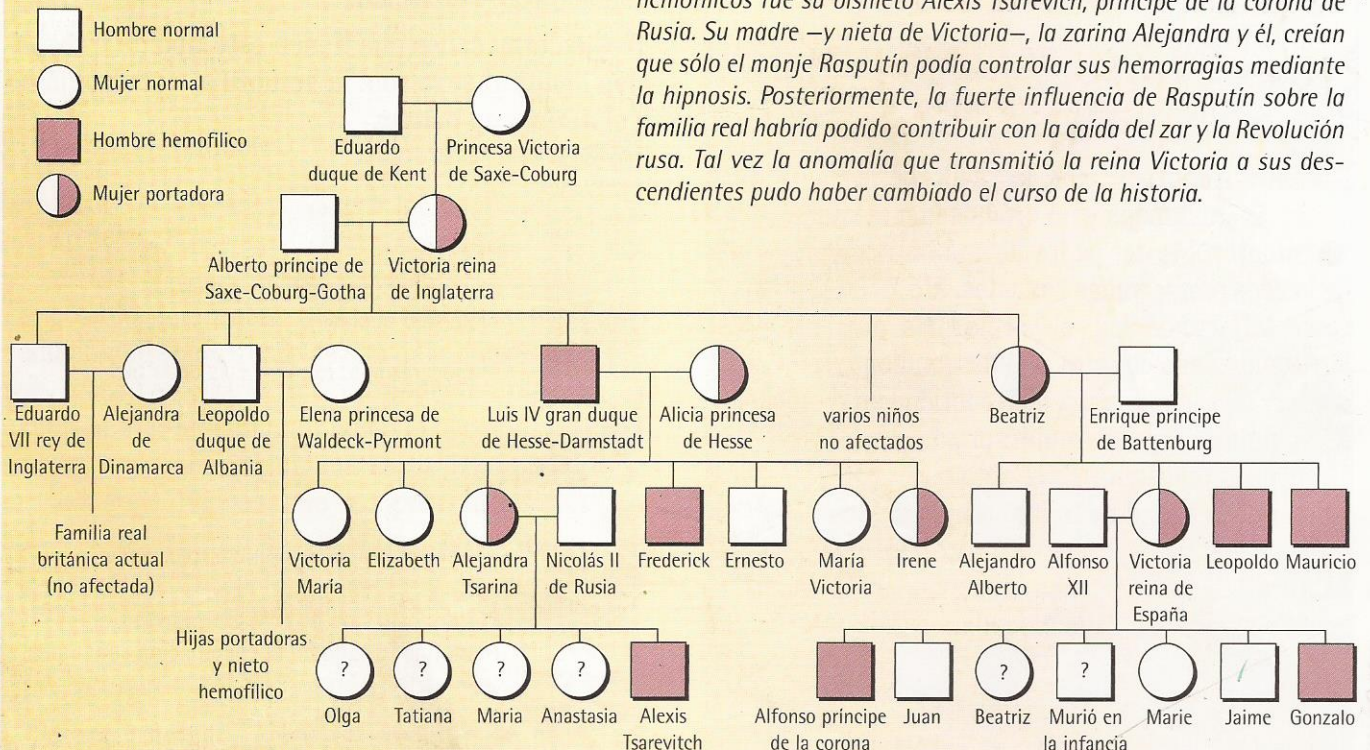 hemofílicos fue su bisnieto Alexis Tsarevich, príncipe de la corona de
Rusia. Su madre —y nieta de Victoria—, la zarina Alejandra y él, creían
que sólo el monje Rasputín podía controlar sus hemorragias mediante
la hipnosis. Posteriormente, la fuerte influencia de Rasputín sobre la
familia real habría podido contribuir con la caída del zar y la Revolución
rusa. Tal vez la anomalía que transmitió la reina Victoria a sus des-
cendientes pudo haber cambiado el curso de la historia.
Hombre normal
Mujer normal
Hombre hemofílico
Mujer portadora
Eduardo
duque de Kent
Princesa Victoria
de Saxe-Coburg
Alberto príncipe de
Saxe-Coburg-Gotha
Victoria reina
de Inglaterra
Eduardo
VII rey de
Inglaterra
Alejandra
de
Dinamarca
Leopoldo
duque de
Albania
Elena princesa de
Waldeck-Pyrmont
Luis IV gran duque
de Hesse-Darmstadt
Alicia princesa
de Hesse
varios niños
no afectados
Beatriz
Enrique príncipe
de Battenburg
Familia real
británica actual
(no afectada)
Victoria
María
Elizabeth
Alejandra
Tsarina
Nicolás II
de Rusia
Frederick
Ernesto
María
Victoria
Irene
Alejandro
Alberto
Alfonso
XII
Victoria
reina de
España
Leopoldo
Mauricio
Hijas portadoras
y nieto
hemofílico
?
Olga
?
Tatiana
?
Maria
?
Anastasia
Alexis
Tsarevitch
Alfonso príncipe
de la corona
Juan
?
Beatriz
?
Murió en
la infancia
Marie
Jaime
Gonzalo